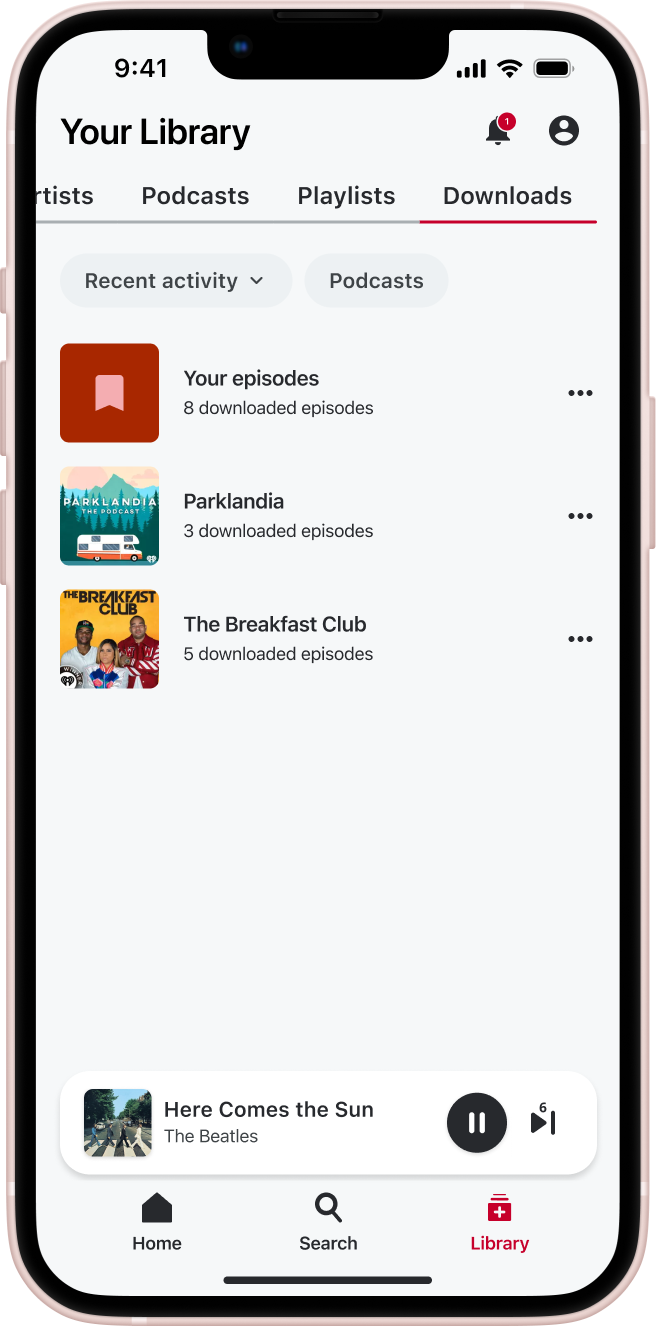 9:41
Your Library
1
rtists Podcasts Playlists Downloads
Recent activity Podcasts
Your episodes
8 downloaded episodes
PARKLANDIA
THE PODCAST
Parklandia
3 downloaded episodes
THE BREAKFAST
CLUB
The Breakfast Club
5 downloaded episodes
Here Comes the Sun
The Beatles
6
Home Search Library